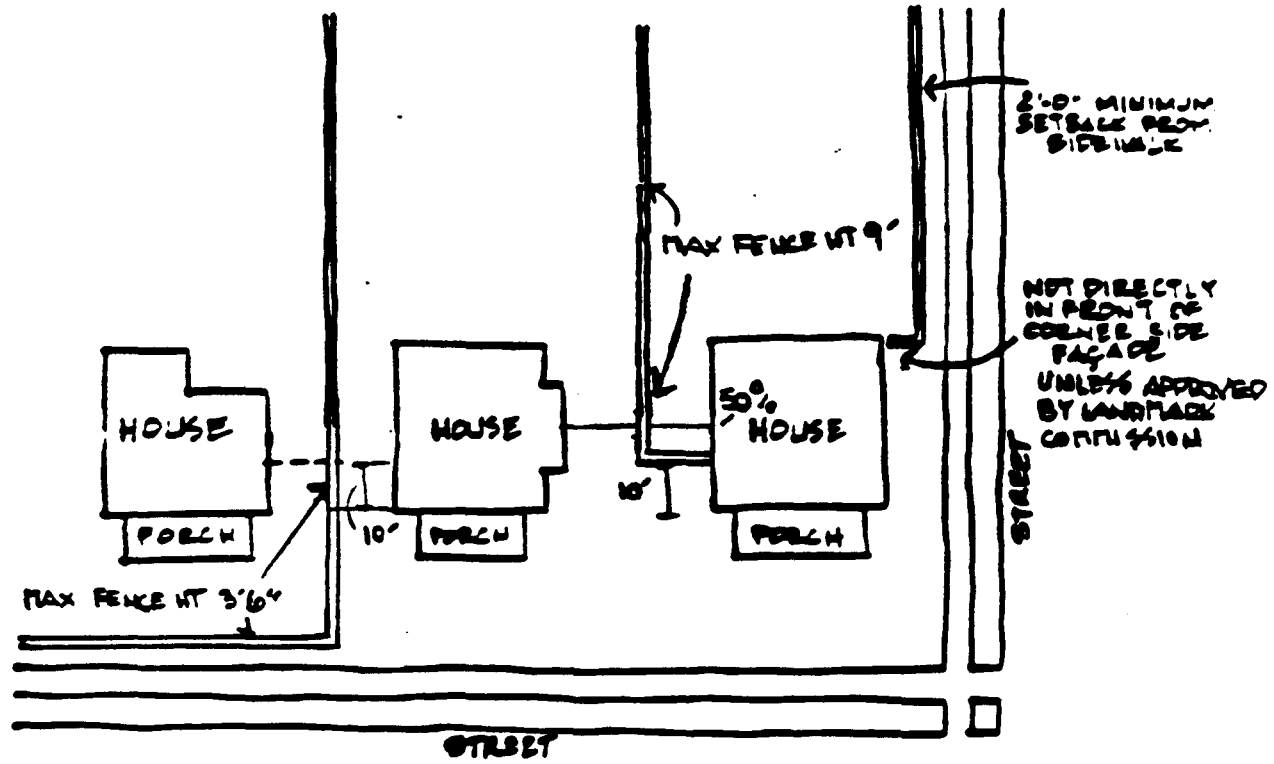 2'-0" MINIMUM
SETBACK FROM
SIDEWALK
MAX FENCE HT 9'
NOT DIRECTLY
IN FRONT OF
CORNER SIDE
FAÇADE
UNLESS APPROVED
BY LANDMARK
COMMISSION
HOUSE
HOUSE
50%
HOUSE
STREET
10'
10'
PORCH
PORCH
PORCH
MAX FENCE HT 3'6"
STREET